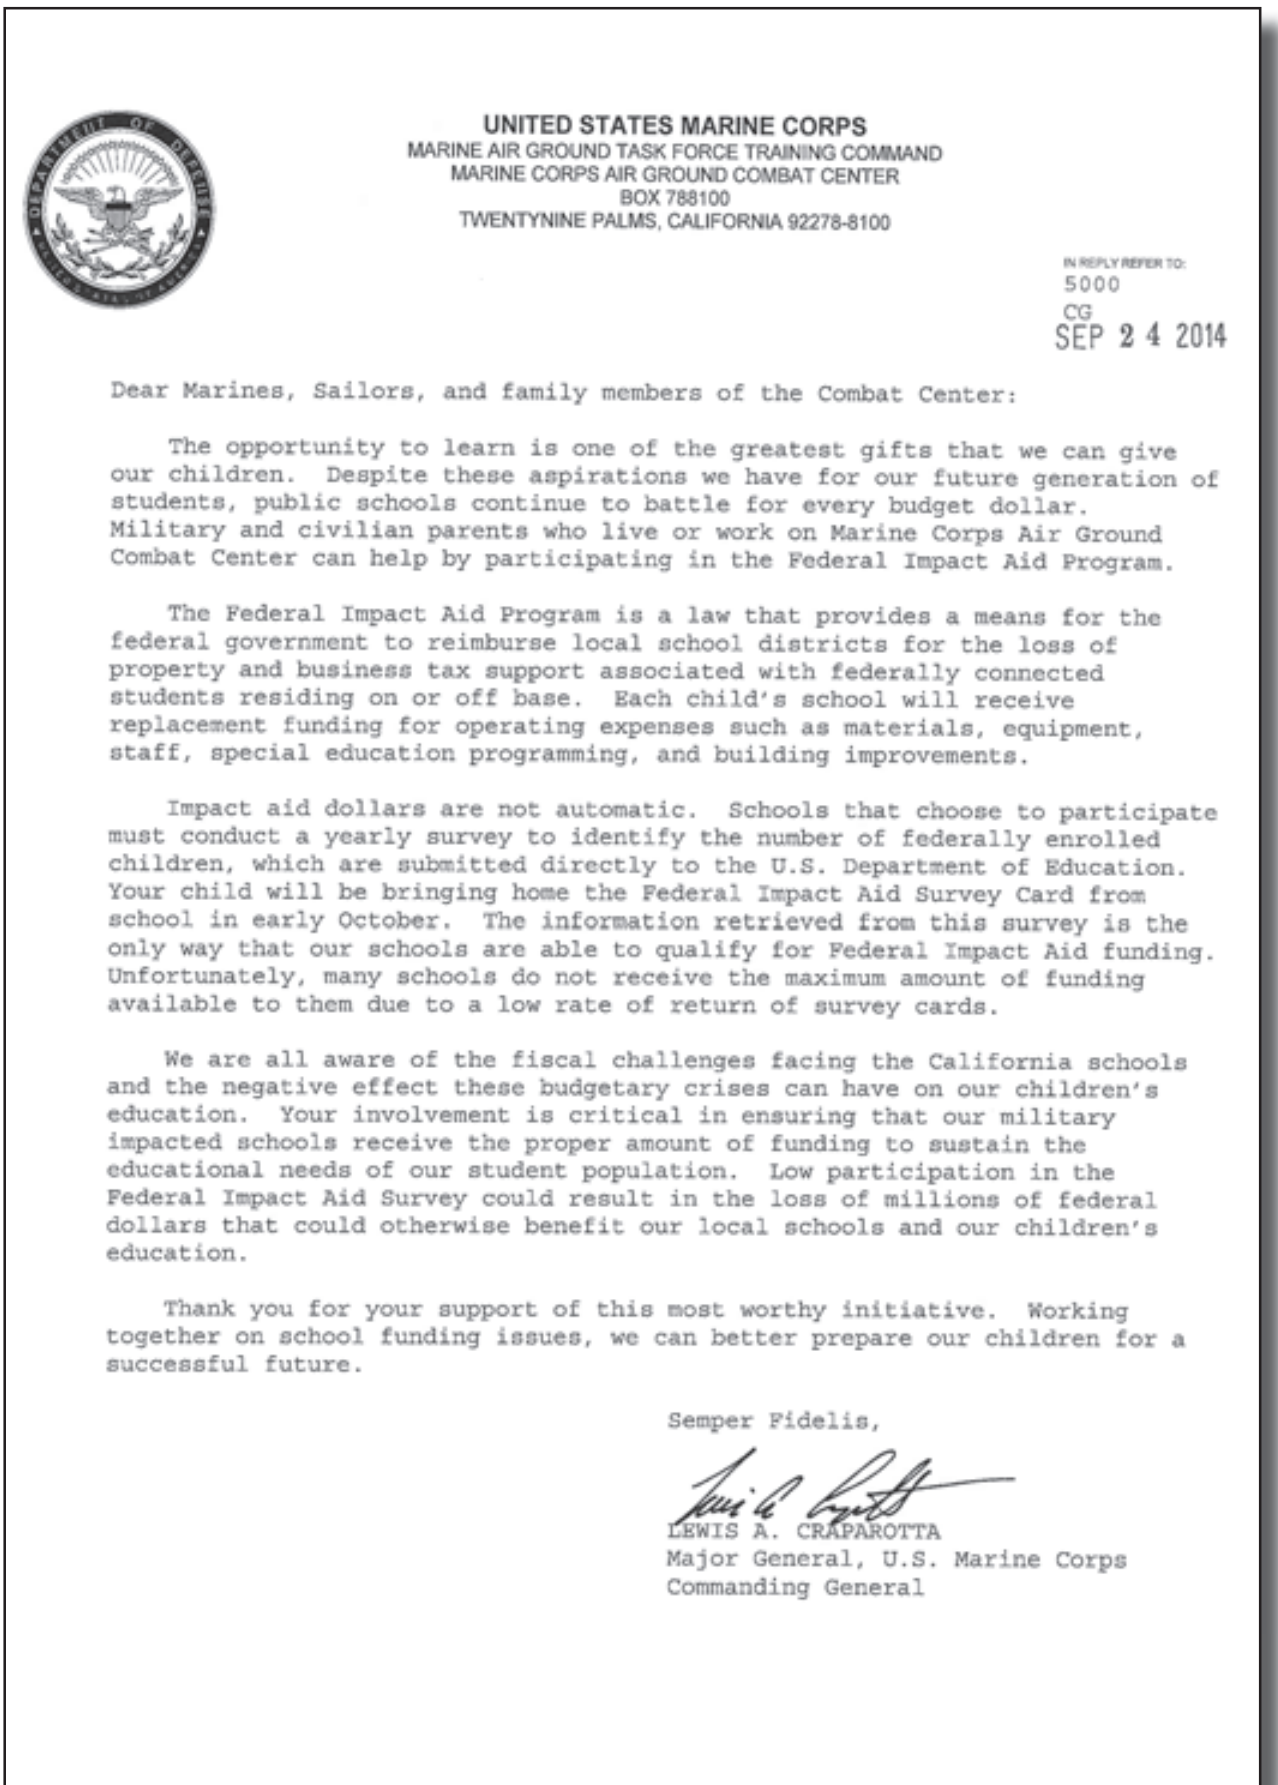 DEPARTMENT OF DEFENSE
UNITED STATES OF AMERICA
UNITED STATES MARINE CORPS
MARINE AIR GROUND TASK FORCE TRAINING COMMAND
MARINE CORPS AIR GROUND COMBAT CENTER
BOX 788100
TWENTYNINE PALMS, CALIFORNIA 92278-8100
IN REPLY REFER TO:
5000
CG
SEP 24 2014
Dear Marines, Sailors, and family members of the Combat Center:
The opportunity to learn is one of the greatest gifts that we can give
our children. Despite these aspirations we have for our future generation of
students, public schools continue to battle for every budget dollar.
Military and civilian parents who live or work on Marine Corps Air Ground
Combat Center can help by participating in the Federal Impact Aid Program.
The Federal Impact Aid Program is a law that provides a means for the
federal government to reimburse local school districts for the loss of
property and business tax support associated with federally connected
students residing on or off base. Each child's school will receive
replacement funding for operating expenses such as materials, equipment,
staff, special education programming, and building improvements.
Impact aid dollars are not automatic. Schools that choose to participate
must conduct a yearly survey to identify the number of federally enrolled
children, which are submitted directly to the U.S. Department of Education.
Your child will be bringing home the Federal Impact Aid Survey Card from
school in early October. The information retrieved from this survey is the
only way that our schools are able to qualify for Federal Impact Aid funding.
Unfortunately, many schools do not receive the maximum amount of funding
available to them due to a low rate of return of survey cards.
We are all aware of the fiscal challenges facing the California schools
and the negative effect these budgetary crises can have on our children's
education. Your involvement is critical in ensuring that our military
impacted schools receive the proper amount of funding to sustain the
educational needs of our student population. Low participation in the
Federal Impact Aid Survey could result in the loss of millions of federal
dollars that could otherwise benefit our local schools and our children's
education.
Thank you for your support of this most worthy initiative. Working
together on school funding issues, we can better prepare our children for a
successful future.
Semper Fidelis,
LEWIS A. CRAPAROTTA
Major General, U.S. Marine Corps
Commanding General